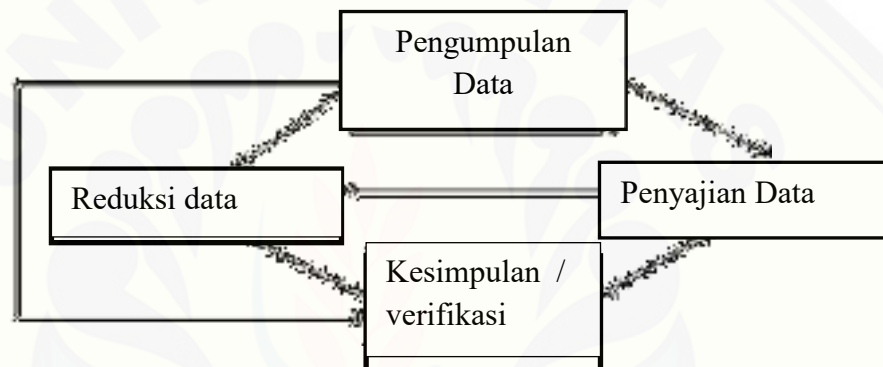 Pengumpulan
Data
Reduksi data
Penyajian Data
Kesimpulan /
verifikasi